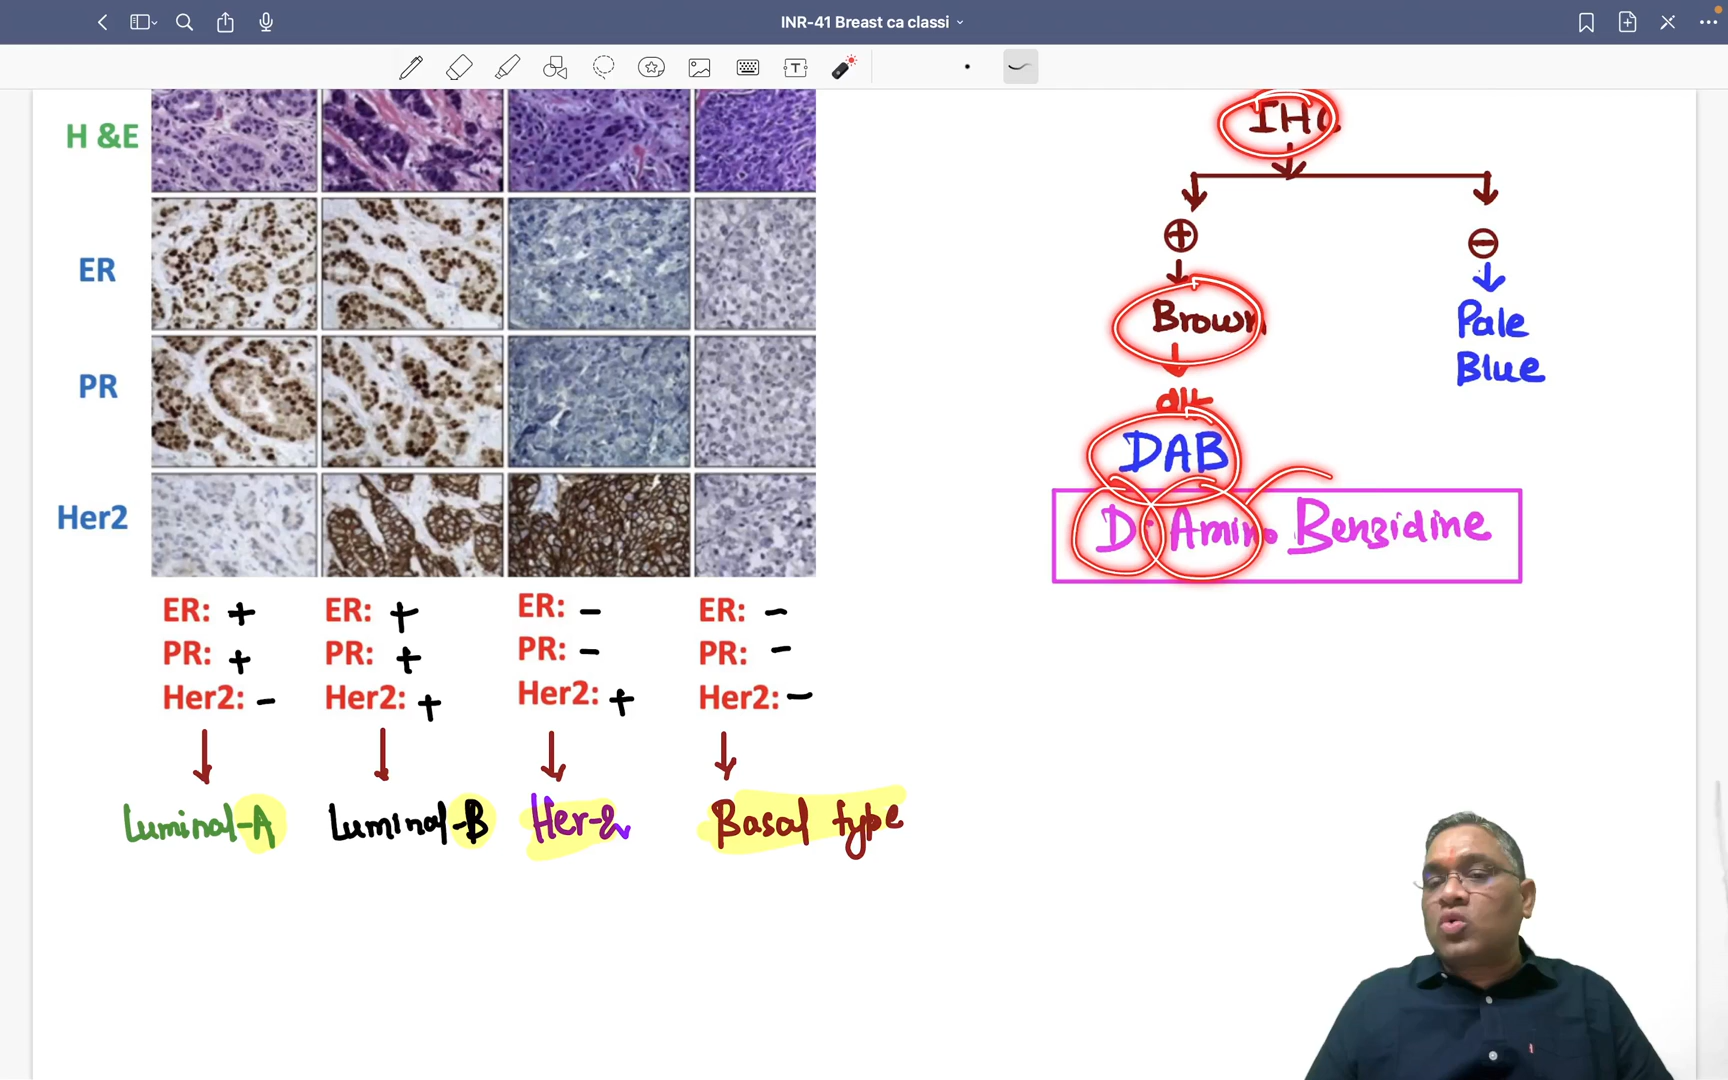 INR-41 Breast ca classi
H &E
ER
PR
Her2
ER: +
PR: +
Her2: -
Luminal-A
ER: +
PR: +
Her2: +
Luminal-B
ER: -
PR: -
Her2: +
Her-2
ER: -
PR: -
Her2: -
Basal type
IHC
+
Brown
d/t
DAB
Di Amino Benzidine
-
Pale
Blue